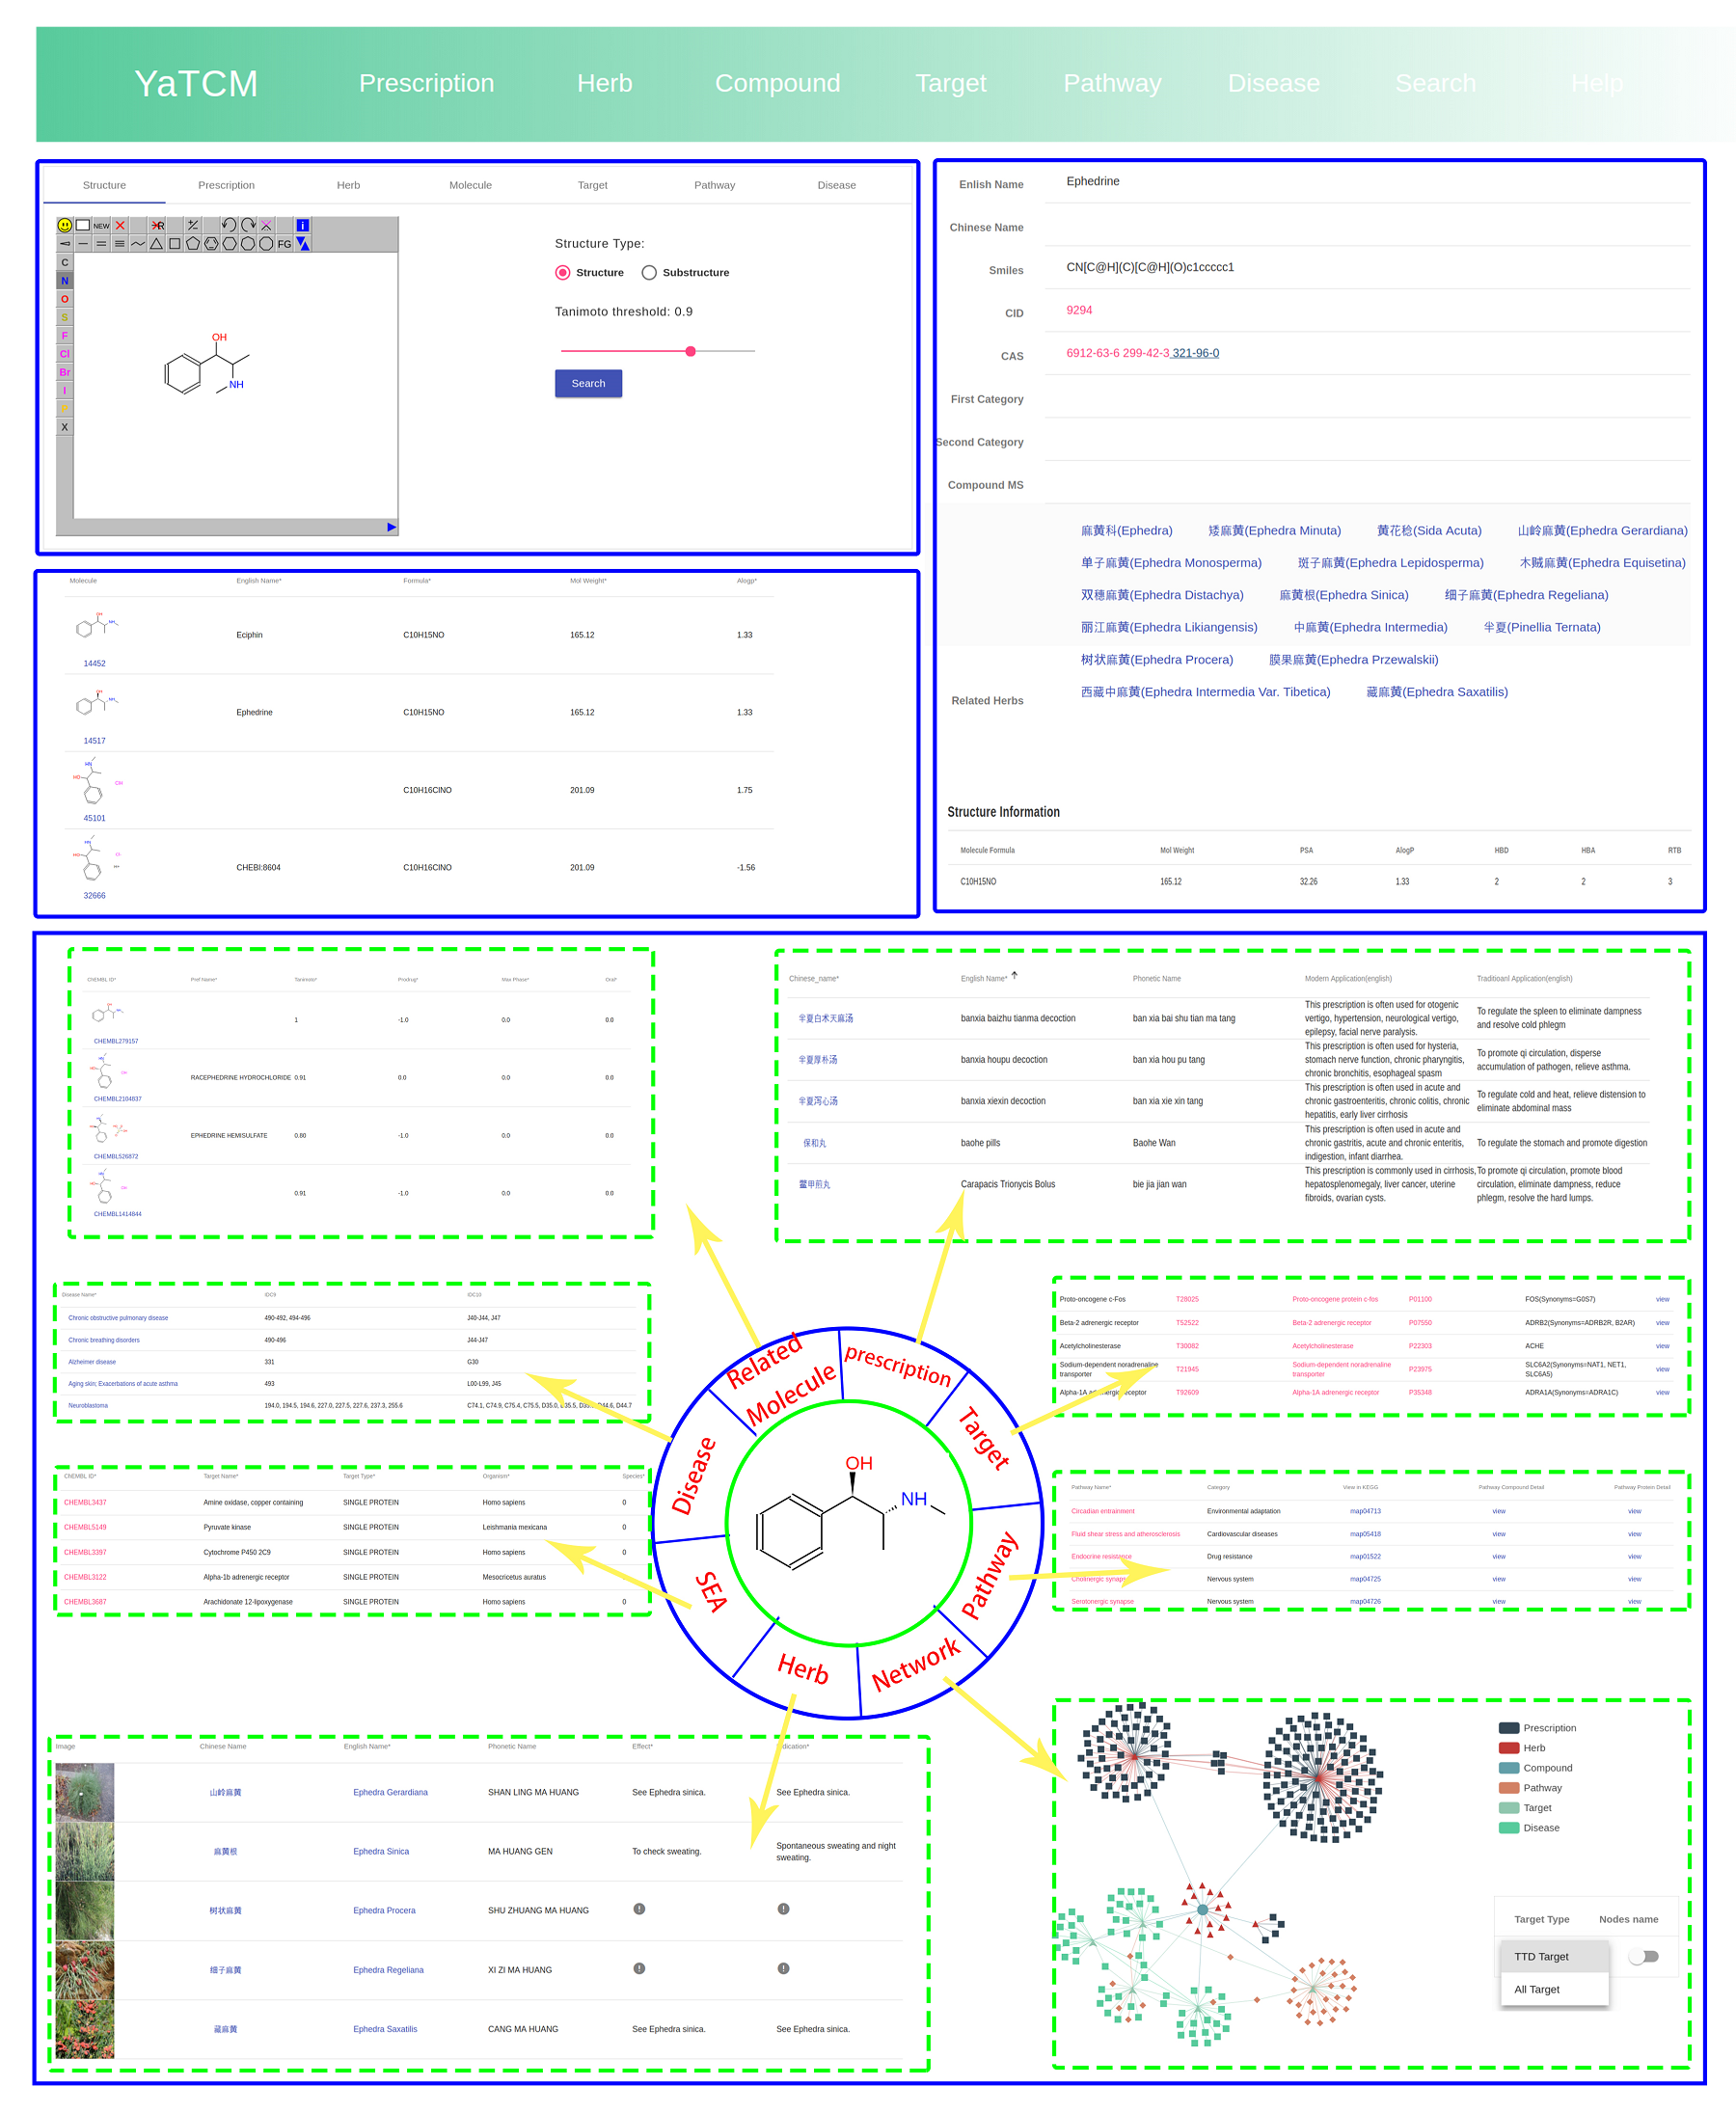 YaTCM Prescription Herb Compound Target Pathway Disease Search Help
Structure Prescription Herb Molecule Target Pathway Disease
NEW R i
FG
C
N
O
S
F
Cl
Br
I
P
X
OH
NH
Structure Type:
Structure Substructure
Tanimoto threshold: 0.9
Search
Enlish Name Ephedrine
Chinese Name
Smiles CN[C@H](C)[C@H](O)c1ccccc1
CID 9294
CAS 6912-63-6 299-42-3 321-96-0
First Category
Second Category
Compound MS
麻黄科(Ephedra) 矮麻黄(Ephedra Minuta) 黄花稔(Sida Acuta) 山岭麻黄(Ephedra Gerardiana)
单子麻黄(Ephedra Monosperma) 斑子麻黄(Ephedra Lepidosperma) 木贼麻黄(Ephedra Equisetina)
双穗麻黄(Ephedra Distachya) 麻黄根(Ephedra Sinica) 细子麻黄(Ephedra Regeliana)
丽江麻黄(Ephedra Likiangensis) 中麻黄(Ephedra Intermedia) 半夏(Pinellia Ternata)
树状麻黄(Ephedra Procera) 膜果麻黄(Ephedra Przewalskii)
西藏中麻黄(Ephedra Intermedia Var. Tibetica) 藏麻黄(Ephedra Saxatilis)
Related Herbs
Structure Information
Molecule Formula Mol Weight PSA AlogP HBD HBA RTB
C10H15NO 165.12 32.26 1.33 2 2 3
Molecule English Name* Formula* Mol Weight* Alogp*
Eciphin C10H15NO 165.12 1.33
14452
Ephedrine C10H15NO 165.12 1.33
14517
C10H16ClNO 201.09 1.75
45101
CHEBI:8604 C10H16ClNO 201.09 -1.56
32666
ChEMBL ID* Pref Name* Tanimoto* Prodrug* Max Phase* Oral*
1 -1.0 0.0 0.0
CHEMBL279157
RACEPHEDRINE HYDROCHLORIDE 0.91 0.0 0.0 0.0
CHEMBL2104837
EPHEDRINE HEMISULFATE 0.80 -1.0 0.0 0.0
CHEMBL526872
0.91 -1.0 0.0 0.0
CHEMBL1414844
Chinese_name* English Name* Phonetic Name Modern Application(english) Traditioanl Application(english)
半夏白术天麻汤 banxia baizhu tianma decoction ban xia bai shu tian ma tang
This prescription is often used for otogenic
vertigo, hypertension, neurological vertigo,
epilepsy, facial nerve paralysis.
To regulate the spleen to eliminate dampness
and resolve cold phlegm
半夏厚朴汤 banxia houpu decoction ban xia hou pu tang
This prescription is often used for hysteria,
stomach nerve function, chronic pharyngitis,
chronic bronchitis, esophageal spasm
To promote qi circulation, disperse
accumulation of pathogen, relieve asthma.
半夏泻心汤 banxia xiexin decoction ban xia xie xin tang
This prescription is often used in acute and
chronic gastroenteritis, chronic colitis, chronic
hepatitis, early liver cirrhosis
To regulate cold and heat, relieve distension to
eliminate abdominal mass
保和丸 baohe pills Baohe Wan
This prescription is often used in acute and
chronic gastritis, acute and chronic enteritis,
indigestion, infant diarrhea.
To regulate the stomach and promote digestion
鳖甲煎丸 Carapacis Trionycis Bolus bie jia jian wan
This prescription is commonly used in cirrhosis,
hepatosplenomegaly, liver cancer, uterine
fibroids, ovarian cysts.
To promote qi circulation, promote blood
circulation, eliminate dampness, reduce
phlegm, resolve the hard lumps.
Disease Name* IDC9 IDC10
Chronic obstructive pulmonary disease 490-492, 494-496 J40-J44, J47
Chronic breathing disorders 490-496 J44-J47
Alzheimer disease 331 G30
Aging skin; Exacerbations of acute asthma 493 L00-L99, J45
Neuroblastoma 194.0, 194.5, 194.6, 227.0, 227.5, 227.6, 237.3, 255.6 C74.1, C74.9, C75.4, C75.5, D35.0, D35.5, D44.6, D44.7
Proto-oncogene c-Fos T28025 Proto-oncogene protein c-fos P01100 FOS(Synonyms=G0S7) view
Beta-2 adrenergic receptor T52522 Beta-2 adrenergic receptor P07550 ADRB2(Synonyms=ADRB2R, B2AR) view
Acetylcholinesterase T30082 Acetylcholinesterase P22303 ACHE view
Sodium-dependent noradrenaline transporter T21945 Sodium-dependent noradrenaline transporter P23975 SLC6A2(Synonyms=NAT1, NET1, SLC6A5) view
Alpha-1A adrenergic receptor T92609 Alpha-1A adrenergic receptor P35348 ADRA1A(Synonyms=ADRA1C) view
ChEMBL ID* Target Name* Target Type* Organism* Species*
CHEMBL3437 Amine oxidase, copper containing SINGLE PROTEIN Homo sapiens 0
CHEMBL5149 Pyruvate kinase SINGLE PROTEIN Leishmania mexicana 0
CHEMBL3397 Cytochrome P450 2C9 SINGLE PROTEIN Homo sapiens 0
CHEMBL3122 Alpha-1b adrenergic receptor SINGLE PROTEIN Mesocricetus auratus
CHEMBL3687 Arachidonate 12-lipoxygenase SINGLE PROTEIN Homo sapiens 0
Pathway Name* Category View in KEGG Pathway Compound Detail Pathway Protein Detail
Circadian entrainment Environmental adaptation map04713 view view
Fluid shear stress and atherosclerosis Cardiovascular diseases map05418 view view
Endocrine resistance Drug resistance map01522 view view
Cholinergic synapse Nervous system map04725 view view
Serotonergic synapse Nervous system map04726 view view
Related
Molecule
prescription
Target
Pathway
Network
Herb
SEA
Disease
OH
NH
Image Chinese Name English Name* Phonetic Name Effect* Indication*
山岭麻黄 Ephedra Gerardiana SHAN LING MA HUANG See Ephedra sinica. See Ephedra sinica.
麻黄根 Ephedra Sinica MA HUANG GEN To check sweating. Spontaneous sweating and night
sweating.
树状麻黄 Ephedra Procera SHU ZHUANG MA HUANG
细子麻黄 Ephedra Regeliana XI ZI MA HUANG
藏麻黄 Ephedra Saxatilis CANG MA HUANG See Ephedra sinica. See Ephedra sinica.
Prescription
Herb
Compound
Pathway
Target
Disease
Target Type Nodes name
TTD Target
All Target